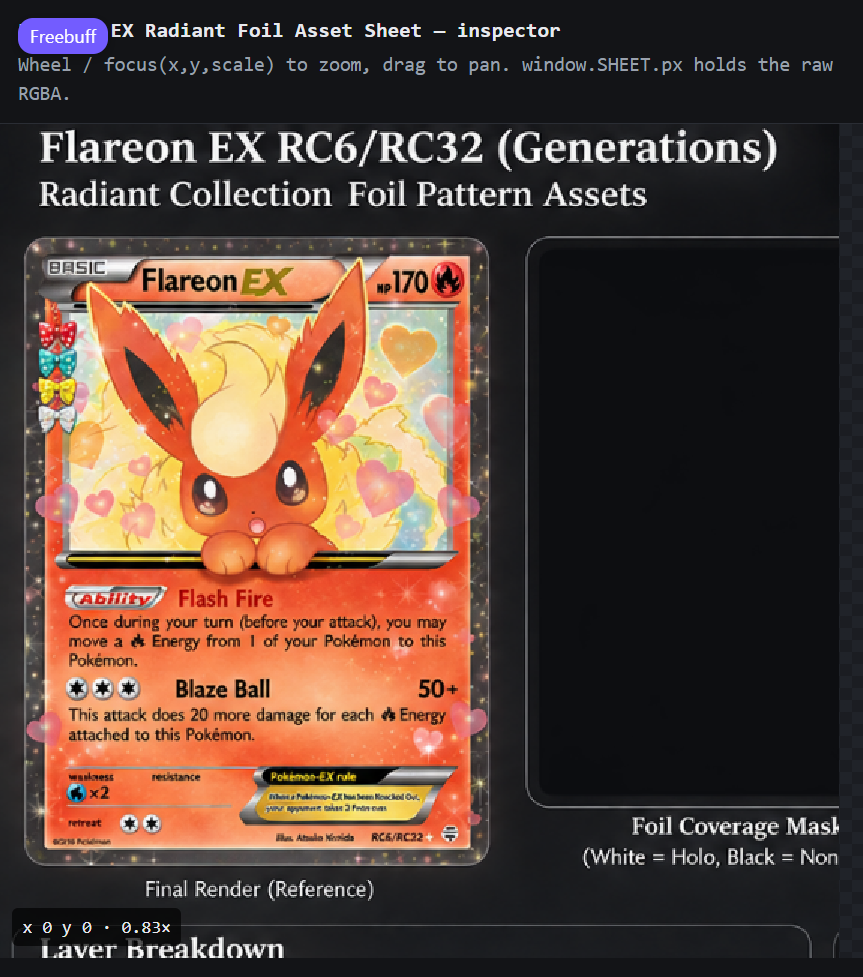 Freebuff
EX Radiant Foil Asset Sheet — inspector
Wheel / focus(x,y,scale) to zoom, drag to pan. window.SHEET.px holds the raw
RGBA.
Flareon EX RC6/RC32 (Generations)
Radiant Collection Foil Pattern Assets
BASIC
Flareon EX
HP 170
Ability Flash Fire
Once during your turn (before your attack), you may
move a Energy from 1 of your Pokémon to this
Pokémon.
Blaze Ball 50+
This attack does 20 more damage for each Energy
attached to this Pokémon.
weakness resistance
×2
Pokémon-EX rule
retreat
RC6/RC32
Foil Coverage Mask
(White = Holo, Black = Non
Final Render (Reference)
x 0 y 0 · 0.83×
Layer Breakdown